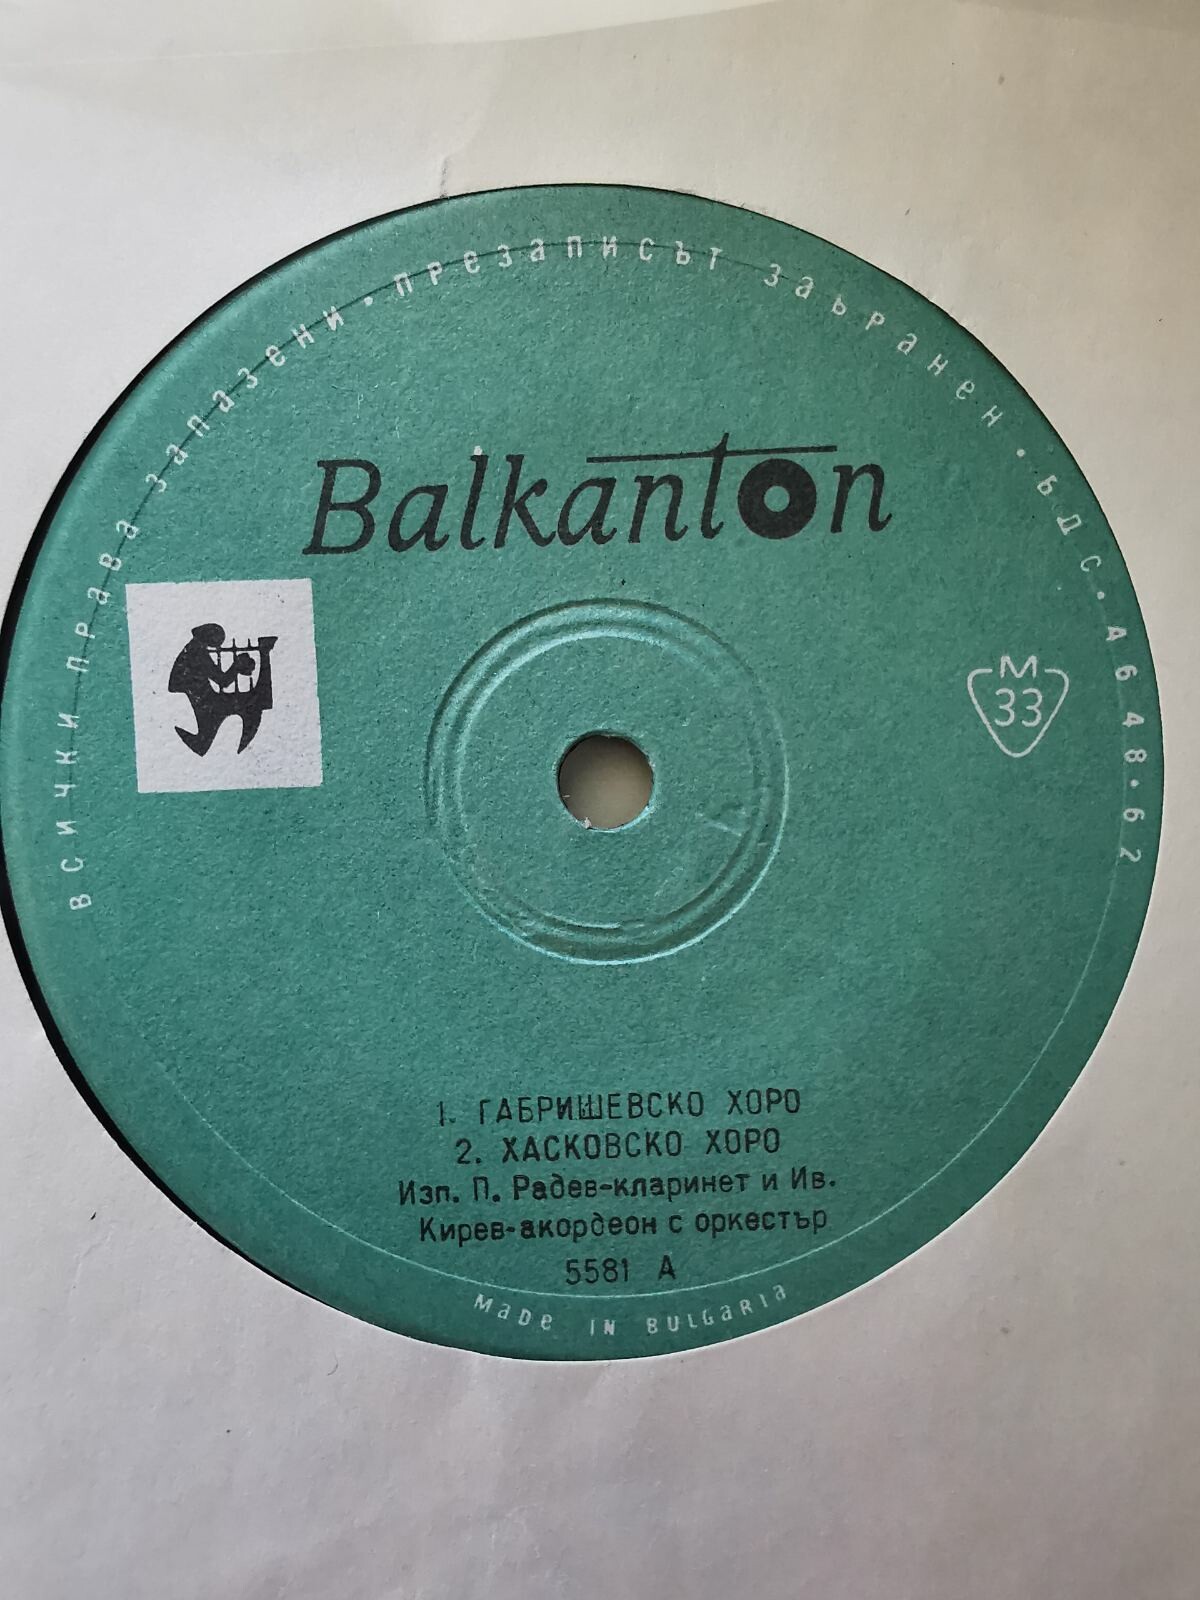 всички права запазени • презаписът забранен • БДС • 4648 • 62
Balkanton
M
33
1. ГАБРИШЕВСКО ХОРО
2. ХАСКОВСКО ХОРО
Изп. П. Радев-кларинет и Ив.
Кирев-акордеон с оркестър
5581 A
Made IN BULGaRIa